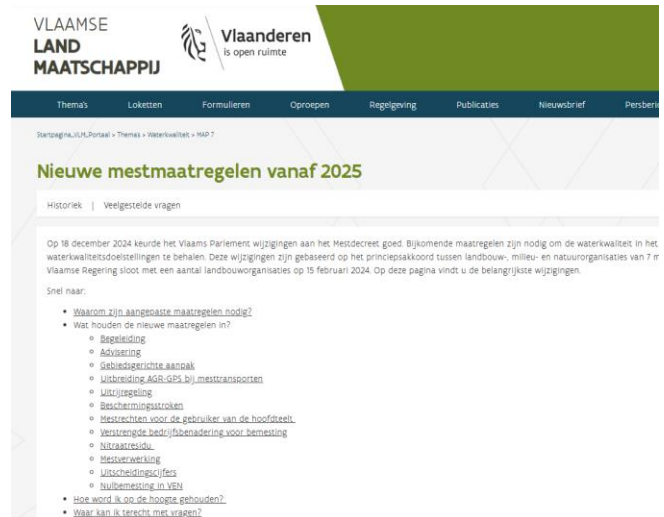 VLAAMSE
LAND
MAATSCHAPPIJ
Vlaanderen
is open ruimte
Thema's Loketten Formulieren Oproepen Regelgeving Publicaties Nieuwsbrief Persberic
Startpagina_VLM_Portaal > Themas > Waterkwaliteit > MAP 7
Nieuwe mestmaatregelen vanaf 2025
Historiek | Veelgestelde vragen
Op 18 december 2024 keurde het Vlaams Parlement wijzigingen aan het Mestdecreet goed. Bijkomende maatregelen zijn nodig om de waterkwaliteit in het
waterkwaliteitsdoelstellingen te behalen. Deze wijzigingen zijn gebaseerd op het principesakkoord tussen landbouw-, milieu- en natuurorganisaties van 7 m
Vlaamse Regering sloot met een aantal landbouworganisaties op 15 februari 2024. Op deze pagina vindt u de belangrijkste wijzigingen.
Snel naar:
• Waarom zijn aangepaste maatregelen nodig?
• Wat houden de nieuwe maatregelen in?
○ Begeleiding
○ Advisering
○ Gebiedsgerichte aanpak
○ Uitbreiding AGR-GPS bij mesttransporten
○ Uitrijregeling
○ Beschermingsstroken
○ Mestrechten voor de gebruiker van de hoofdteelt
○ Verstrengde bedrijfsbenadering voor bemesting
○ Nitraatresidu
○ Mestverwerking
○ Uitscheidingscijfers
○ Nulbemesting in VEN
• Hoe word ik op de hoogte gehouden?
• Waar kan ik terecht met vragen?